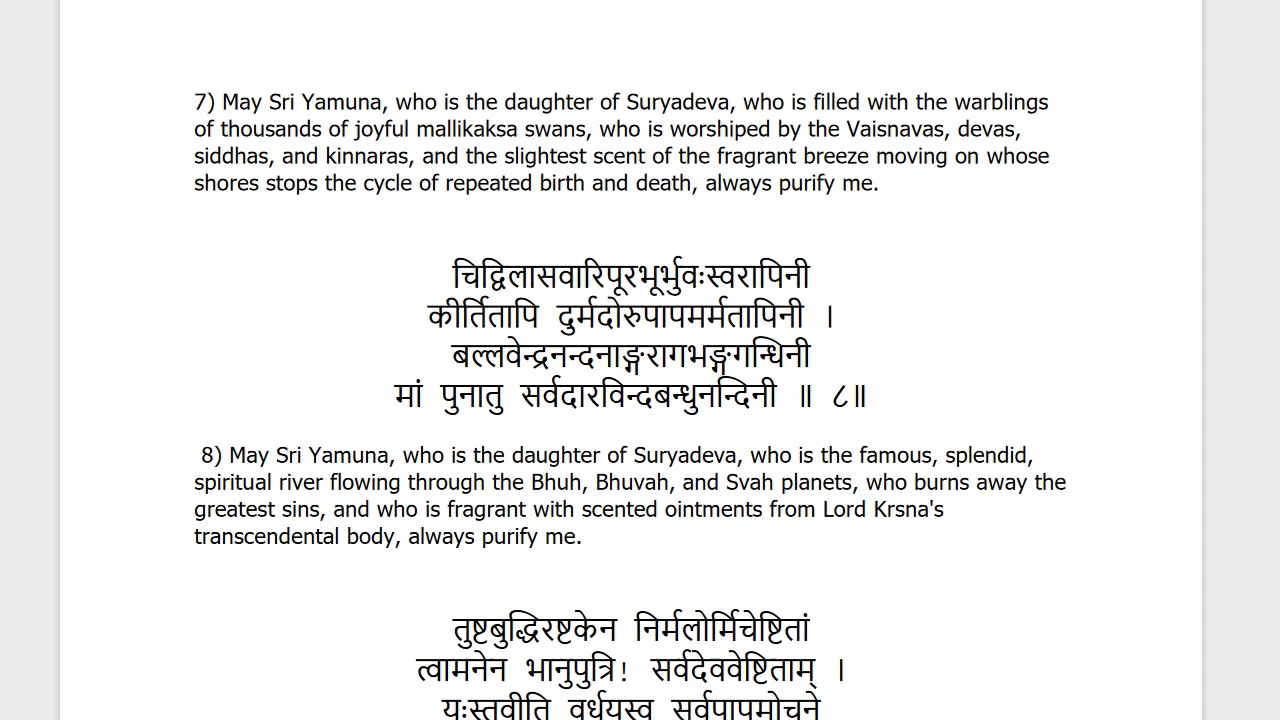 7) May Sri Yamuna, who is the daughter of Suryadeva, who is filled with the warblings
of thousands of joyful mallikaksa swans, who is worshiped by the Vaisnavas, devas,
siddhas, and kinnaras, and the slightest scent of the fragrant breeze moving on whose
shores stops the cycle of repeated birth and death, always purify me.
चिद्विलासवारिपूरभूर्भुवःस्वरापिनी
कीर्तितापि दुर्मदोरुपापमर्मतापिनी ।
बल्लवेन्द्रनन्दनाङ्गरागभङ्गगन्धिनी
मां पुनातु सर्वदारविन्दबन्धुनन्दिनी ॥ ८॥
8) May Sri Yamuna, who is the daughter of Suryadeva, who is the famous, splendid,
spiritual river flowing through the Bhuh, Bhuvah, and Svah planets, who burns away the
greatest sins, and who is fragrant with scented ointments from Lord Krsna's
transcendental body, always purify me.
तुष्टबुद्धिरष्टकेन निर्मलोर्मिचेष्टितां
त्वामनेन भानुपुत्रि! सर्वदेववेष्टिताम् ।
यःस्तवीति वर्धयस्व सर्वपापमोचने